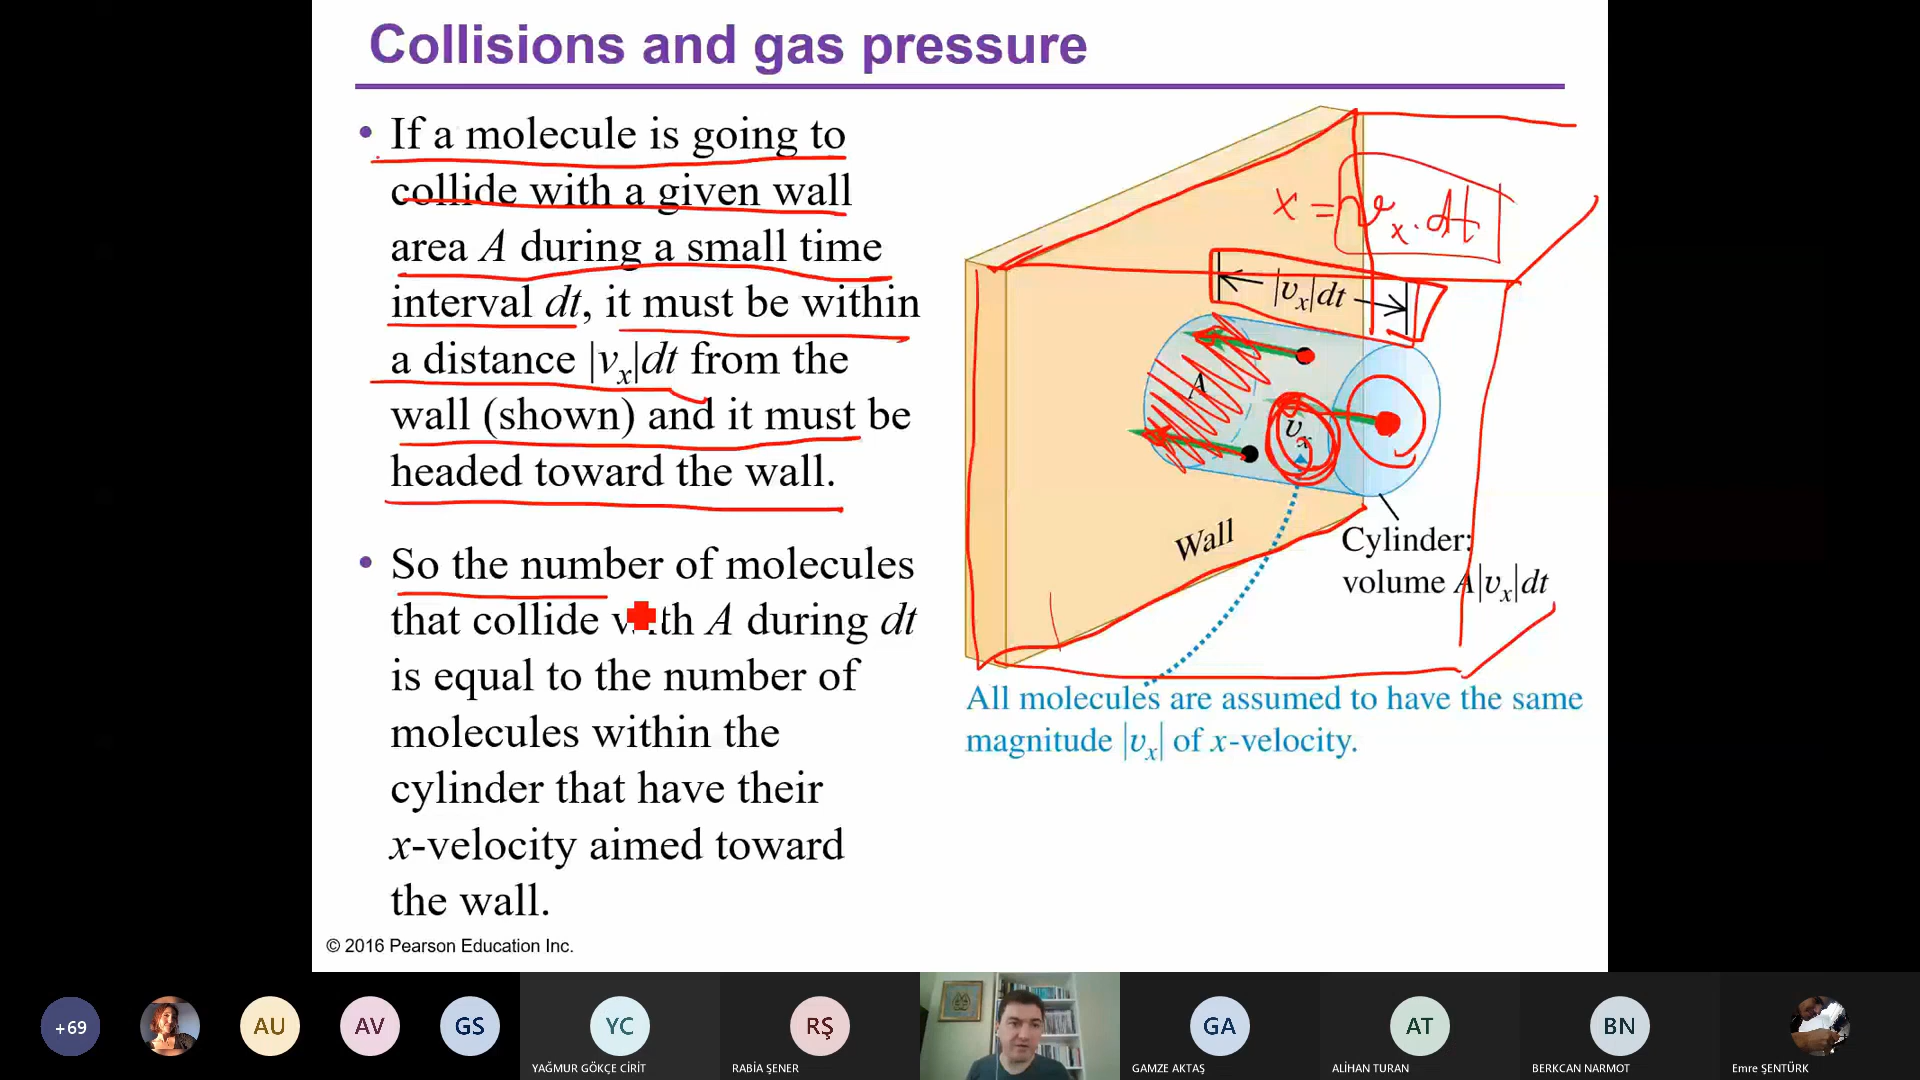 Collisions and gas pressure
• If a molecule is going to
collide with a given wall
area A during a small time
interval dt, it must be within
a distance |vₓ|dt from the
wall (shown) and it must be
headed toward the wall.
• So the number of molecules
that collide with A during dt
is equal to the number of
molecules within the
cylinder that have their
x-velocity aimed toward
the wall.
© 2016 Pearson Education Inc.
x = vₓ. dt
|vₓ|dt
A
vₓ
Wall
Cylinder:
volume A|vₓ|dt
All molecules are assumed to have the same
magnitude |vₓ| of x-velocity.
+69
AU
AV
GS
YC
YAĞMUR GÖKÇE CİRİT
RŞ
RABİA ŞENER
GA
GAMZE AKTAŞ
AT
ALİHAN TURAN
BN
BERKCAN NARMOT
Emre ŞENTÜRK